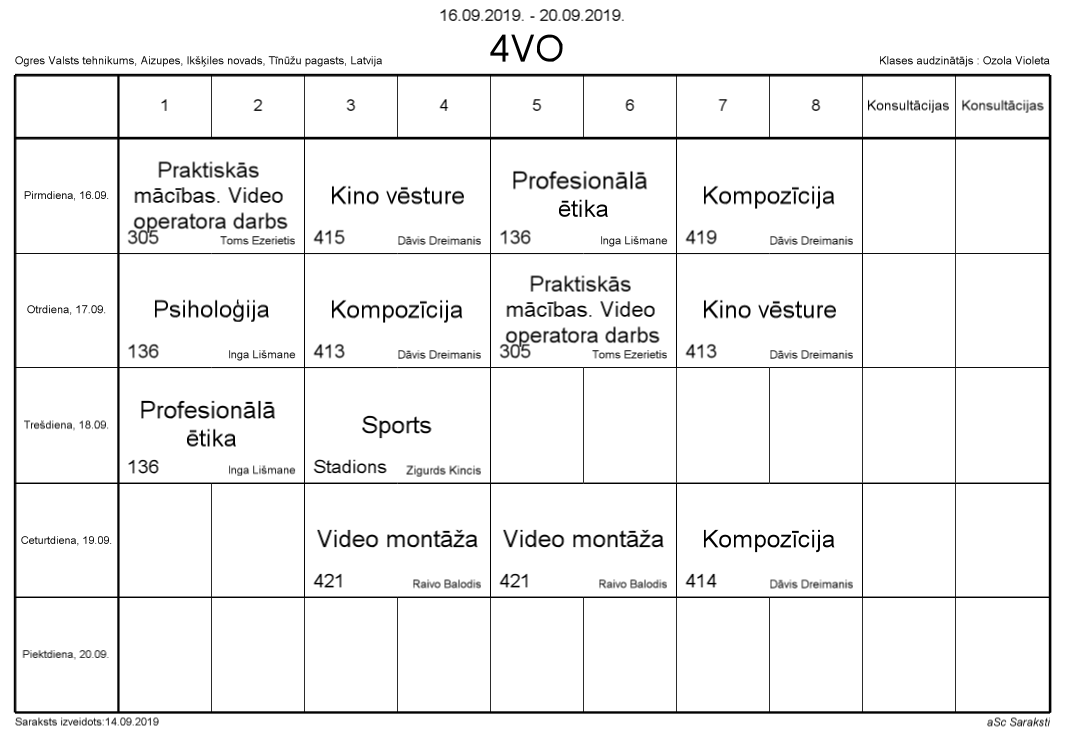 16.09.2019. - 20.09.2019.
4VO
Ogres Valsts tehnikums, Aizupes, Ikšķiles novads, Tīnūžu pagasts, Latvija
Klases audzinātājs : Ozola Violeta
1 2 3 4 5 6 7 8 Konsultācijas Konsultācijas
Pirmdiena, 16.09.
Praktiskās
mācības. Video
operatora darbs
305 Toms Ezerietis
Kino vēsture
415 Dāvis Dreimanis
Profesionālā
ētika
136 Inga Lišmane
Kompozīcija
419 Dāvis Dreimanis
Otrdiena, 17.09.
Psiholoģija
136 Inga Lišmane
Kompozīcija
413 Dāvis Dreimanis
Praktiskās
mācības. Video
operatora darbs
305 Toms Ezerietis
Kino vēsture
413 Dāvis Dreimanis
Trešdiena, 18.09.
Profesionālā
ētika
136 Inga Lišmane
Sports
Stadions Zigurds Kincis
Ceturtdiena, 19.09.
Video montāža
421 Raivo Balodis
Video montāža
421 Raivo Balodis
Kompozīcija
414 Dāvis Dreimanis
Piektdiena, 20.09.
Saraksts izveidots:14.09.2019
aSc Saraksti